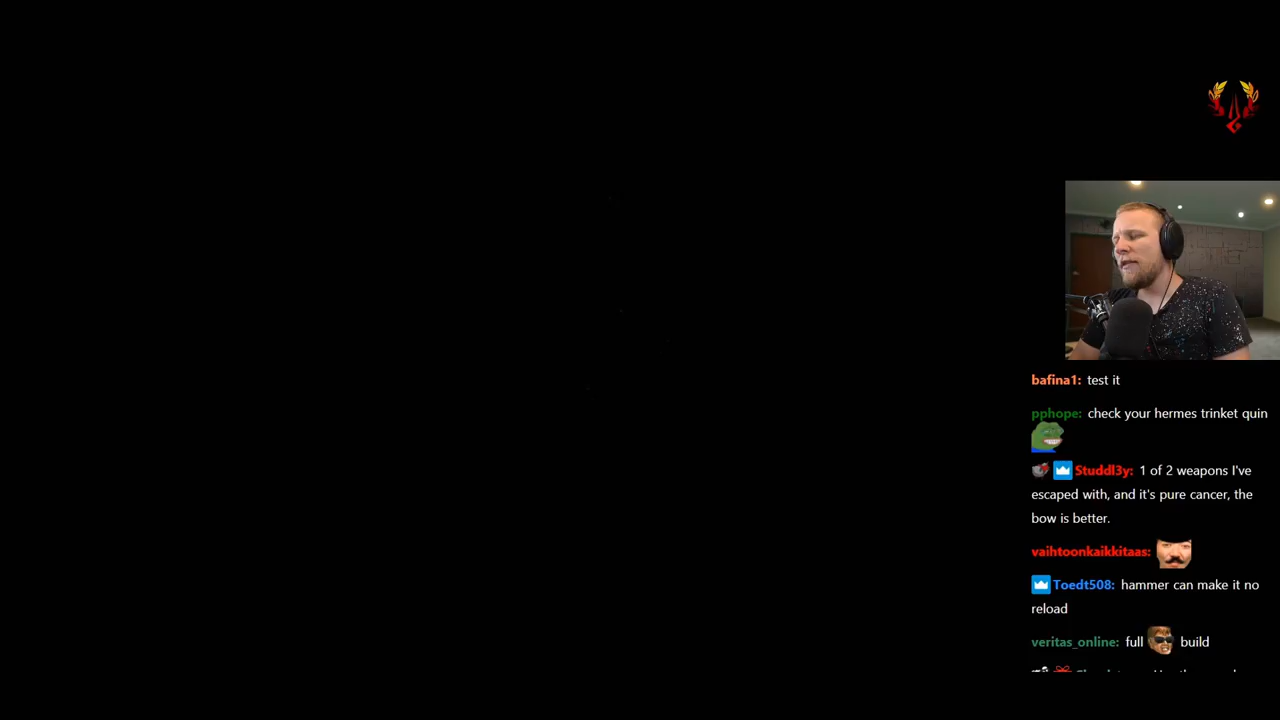 bafina1: test it
pphope: check your hermes trinket quin
Studdl3y: 1 of 2 weapons I've
escaped with, and it's pure cancer, the
bow is better.
vaihtoonkaikkitaas:
Toedt508: hammer can make it no
reload
veritas_online: full build